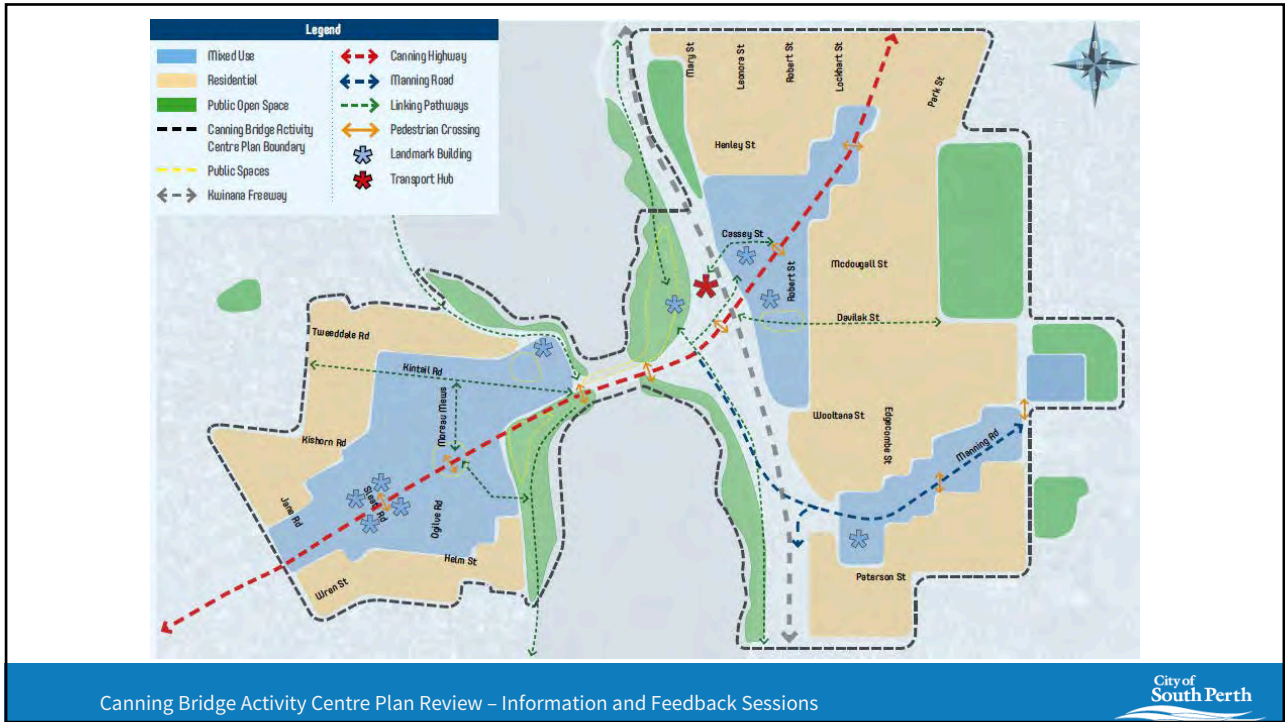 Legend
Mixed Use
Residential
Public Open Space
Canning Bridge Activity
Centre Plan Boundary
Public Spaces
Kwinana Freeway
Canning Highway
Manning Road
Linking Pathways
Pedestrian Crossing
Landmark Building
Transport Hub
Mary St
Leonora St
Robert St
Lockhart St
Park St
Henley St
Cassey St
Robert St
Mcdougall St
Davilak St
Wooltana St
Edgecombe St
Manning Rd
Paterson St
Tweeddale Rd
Kintail Rd
Moreau Mews
Kishorn Rd
Jane Rd
Sleat Rd
Ogilvie Rd
Helm St
Wren St
Canning Bridge Activity Centre Plan Review – Information and Feedback Sessions
City of
South Perth